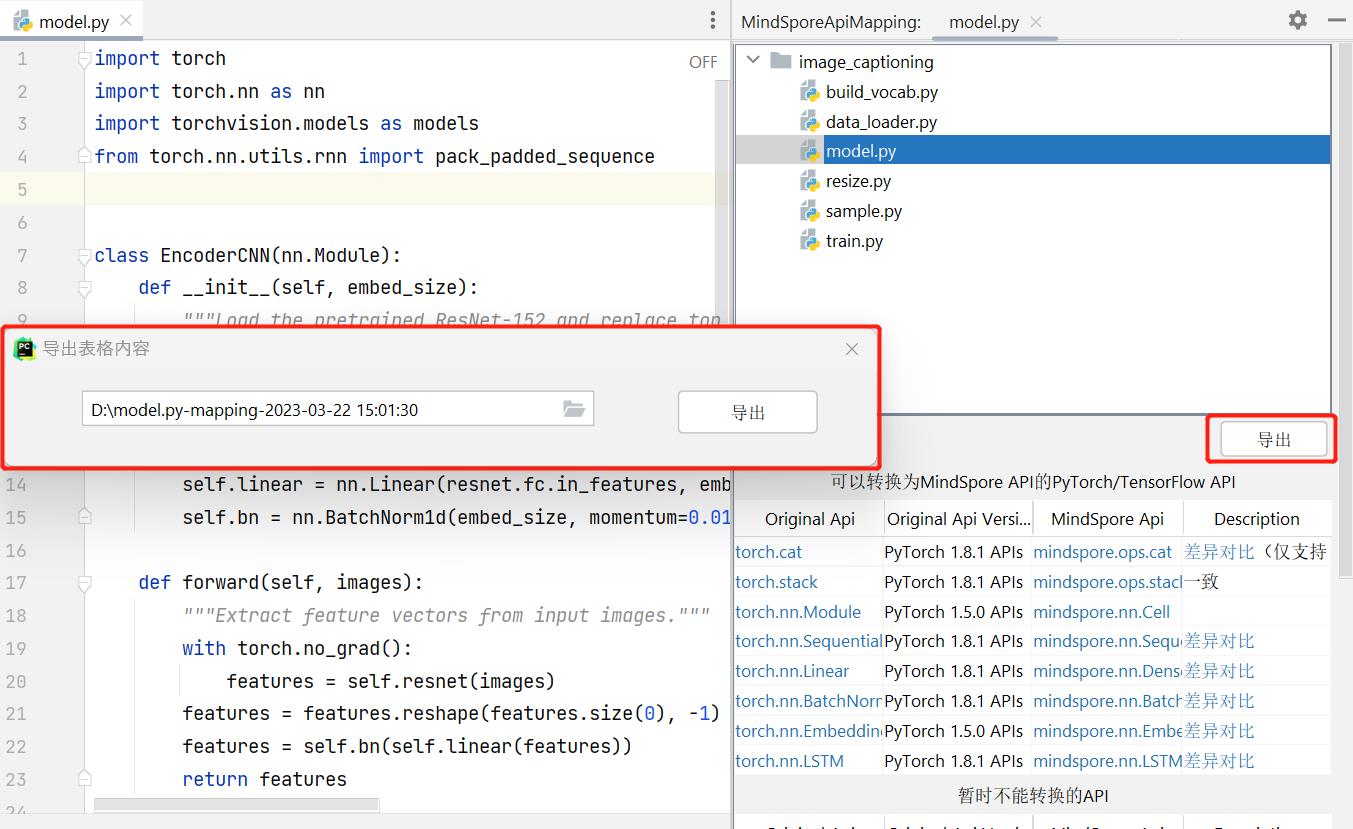 model.py
1 import torch
OFF
2 import torch.nn as nn
3 import torchvision.models as models
4 from torch.nn.utils.rnn import pack_padded_sequence
5
6
7 class EncoderCNN(nn.Module):
8 def __init__(self, embed_size):
9 """Load the pretrained ResNet-152 and replace top
PC
导出表格内容
D:\model.py-mapping-2023-03-22 15:01:30
导出
14 self.linear = nn.Linear(resnet.fc.in_features, emb
15 self.bn = nn.BatchNorm1d(embed_size, momentum=0.01
16
17 def forward(self, images):
18 """Extract feature vectors from input images."""
19 with torch.no_grad():
20 features = self.resnet(images)
21 features = features.reshape(features.size(0), -1)
22 features = self.bn(self.linear(features))
23 return features
24
MindSporeApiMapping: model.py
image_captioning
build_vocab.py
data_loader.py
model.py
resize.py
sample.py
train.py
导出
可以转换为MindSpore API的PyTorch/TensorFlow API
Original Api Original Api Versi... MindSpore Api Description
torch.cat PyTorch 1.8.1 APIs mindspore.ops.cat 差异对比（仅支持
torch.stack PyTorch 1.8.1 APIs mindspore.ops.stack 一致
torch.nn.Module PyTorch 1.5.0 APIs mindspore.nn.Cell
torch.nn.Sequential PyTorch 1.8.1 APIs mindspore.nn.Sequ 差异对比
torch.nn.Linear PyTorch 1.8.1 APIs mindspore.nn.Dens 差异对比
torch.nn.BatchNorm PyTorch 1.8.1 APIs mindspore.nn.Batch 差异对比
torch.nn.Embedding PyTorch 1.5.0 APIs mindspore.nn.Embe 差异对比
torch.nn.LSTM PyTorch 1.8.1 APIs mindspore.nn.LSTM 差异对比
暂时不能转换的API